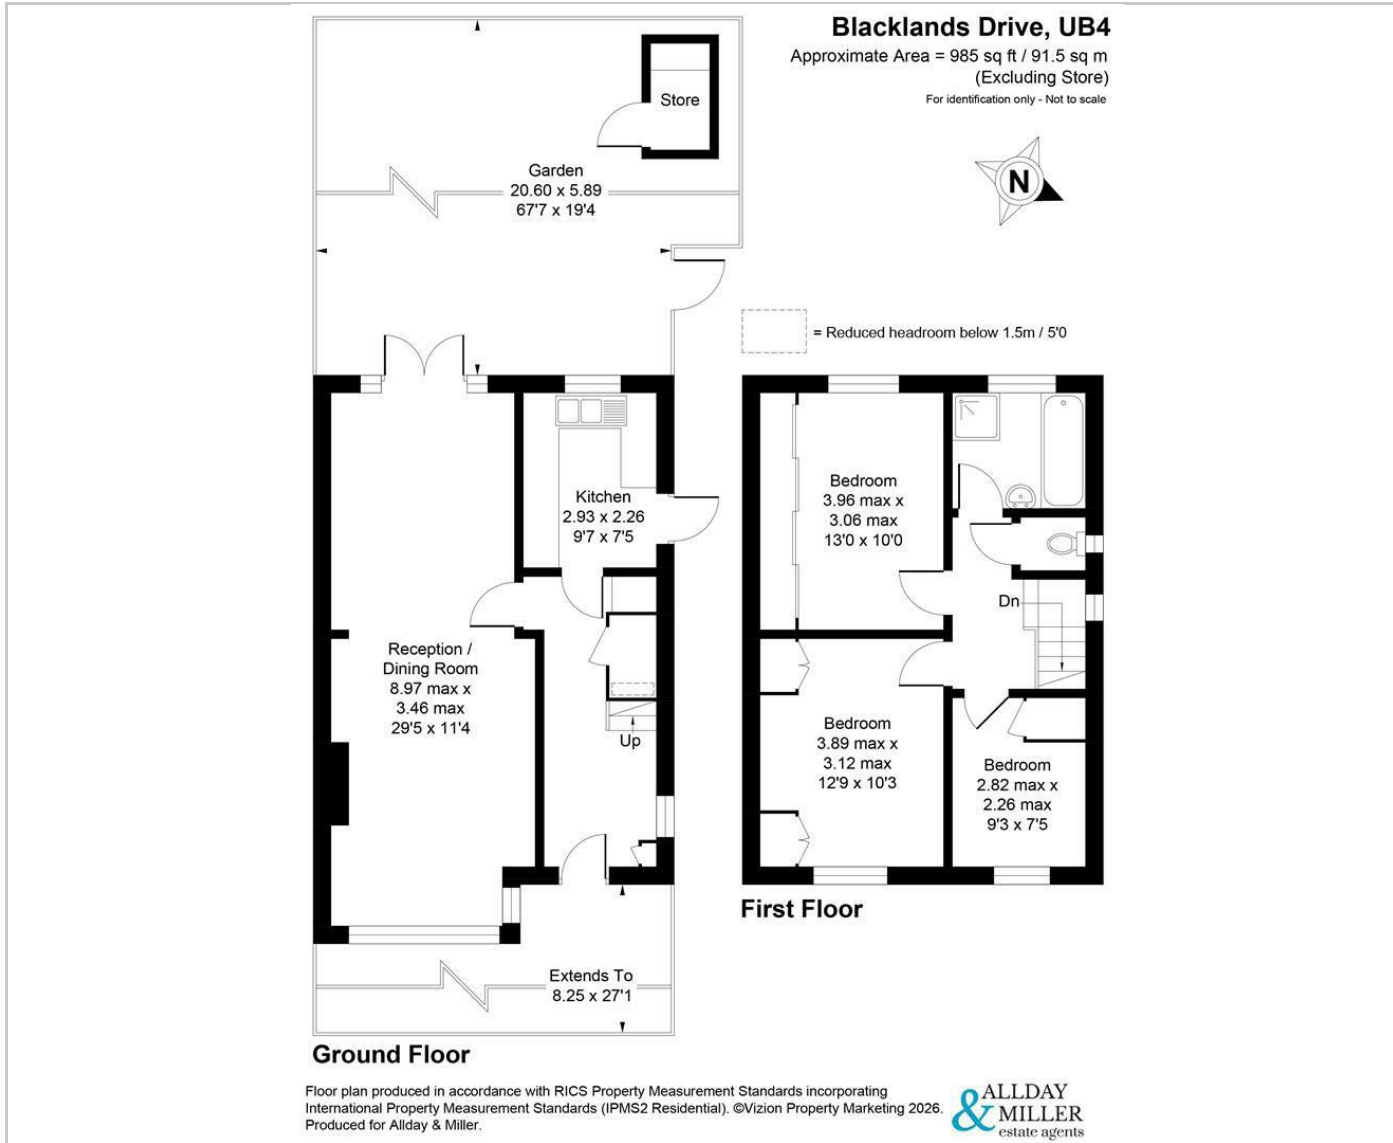 Blacklands Drive, UB4
Approximate Area = 985 sq ft / 91.5 sq m
(Excluding Store)
For identification only - Not to scale
N
Store
Garden
20.60 x 5.89
67'7 x 19'4
= Reduced headroom below 1.5m / 5'0
Kitchen
2.93 x 2.26
9'7 x 7'5
Reception /
Dining Room
8.97 max x
3.46 max
29'5 x 11'4
Up
Extends To
8.25 x 27'1
Ground Floor
Bedroom
3.96 max x
3.06 max
13'0 x 10'0
Dn
Bedroom
3.89 max x
3.12 max
12'9 x 10'3
Bedroom
2.82 max x
2.26 max
9'3 x 7'5
First Floor
Floor plan produced in accordance with RICS Property Measurement Standards incorporating
International Property Measurement Standards (IPMS2 Residential). ©Vizion Property Marketing 2026.
Produced for Allday & Miller.
ALLDAY
& MILLER
estate agents